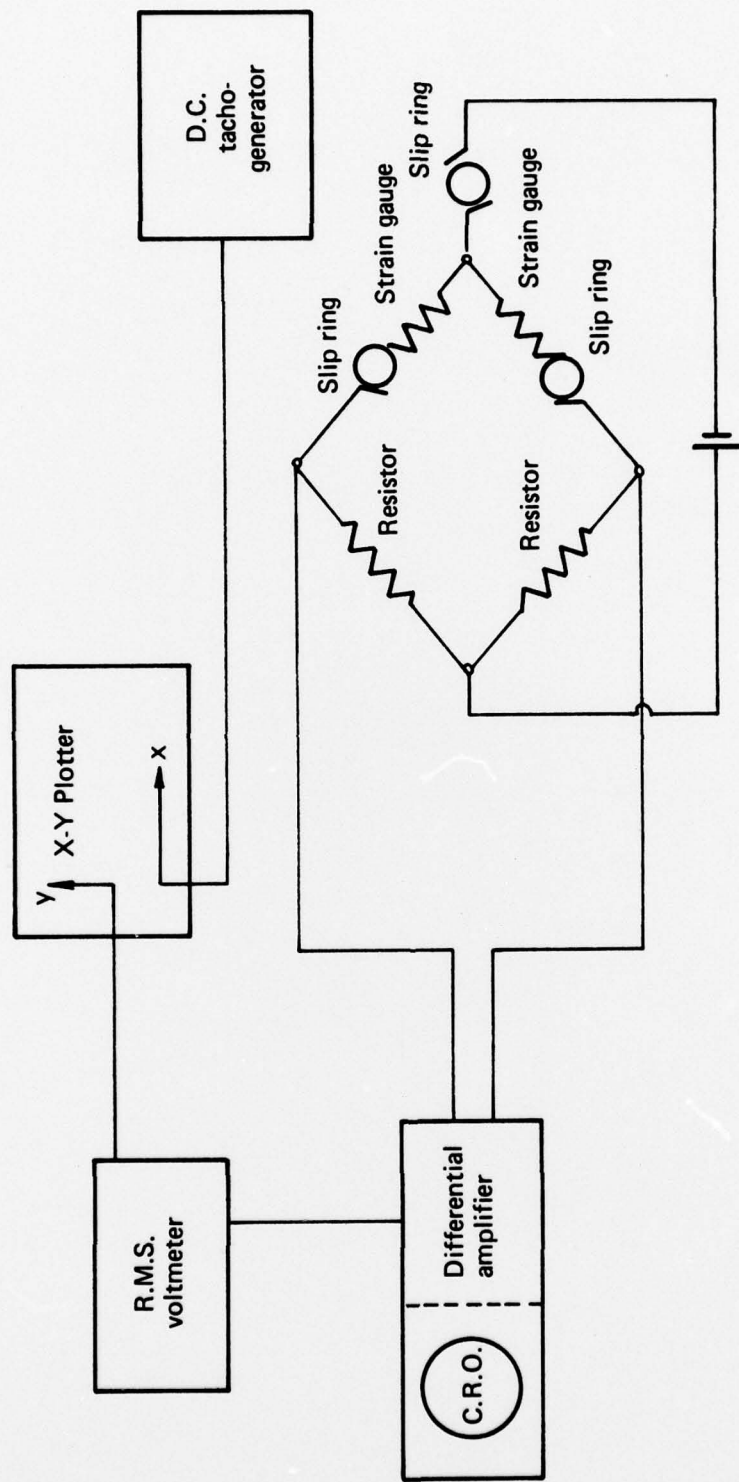 R.M.S.
voltmeter
Y
X-Y Plotter
X
D.C.
tacho-
generator
C.R.O.
Differential
amplifier
Slip ring
Strain gauge
Slip ring
Resistor
Strain gauge
Slip ring
Resistor